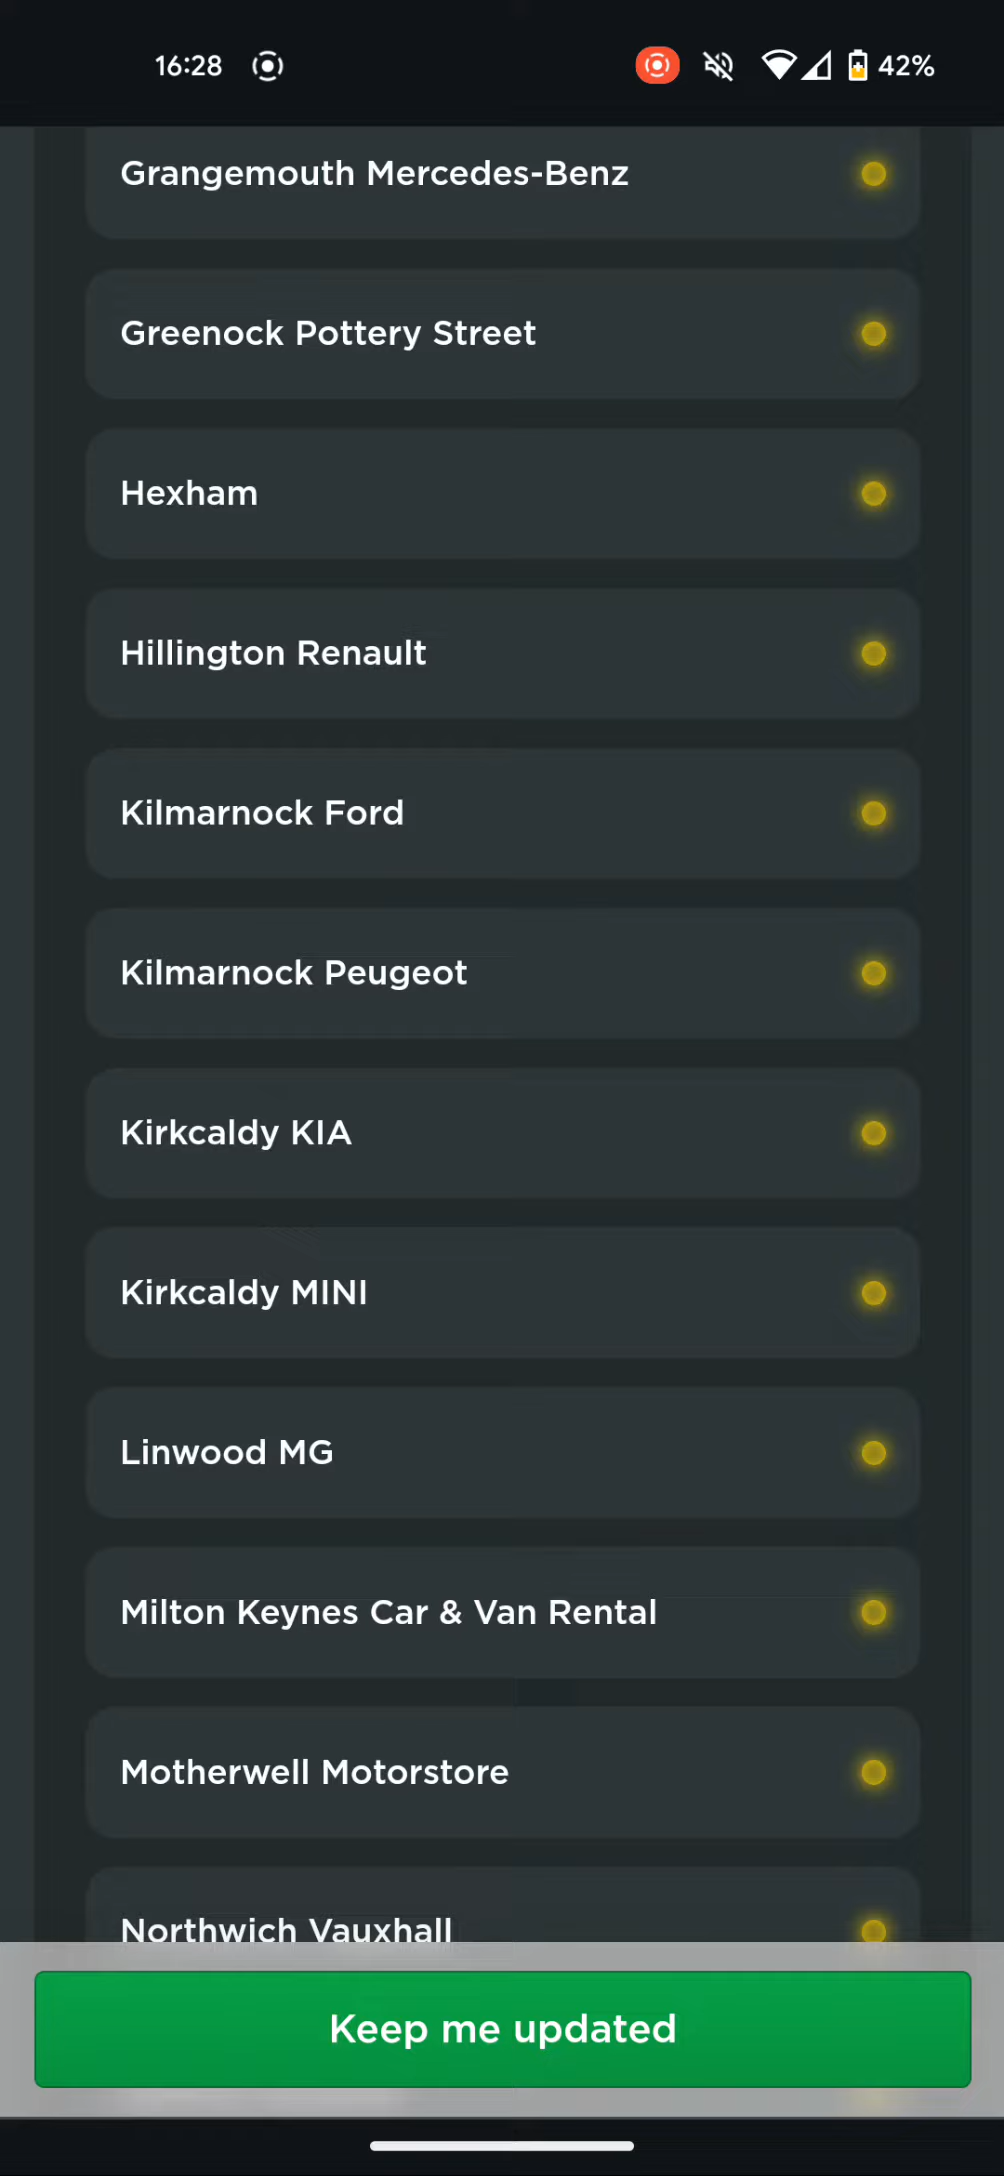 16:28
42%
Grangemouth Mercedes-Benz
Greenock Pottery Street
Hexham
Hillington Renault
Kilmarnock Ford
Kilmarnock Peugeot
Kirkcaldy KIA
Kirkcaldy MINI
Linwood MG
Milton Keynes Car & Van Rental
Motherwell Motorstore
Northwich Vauxhall
Keep me updated